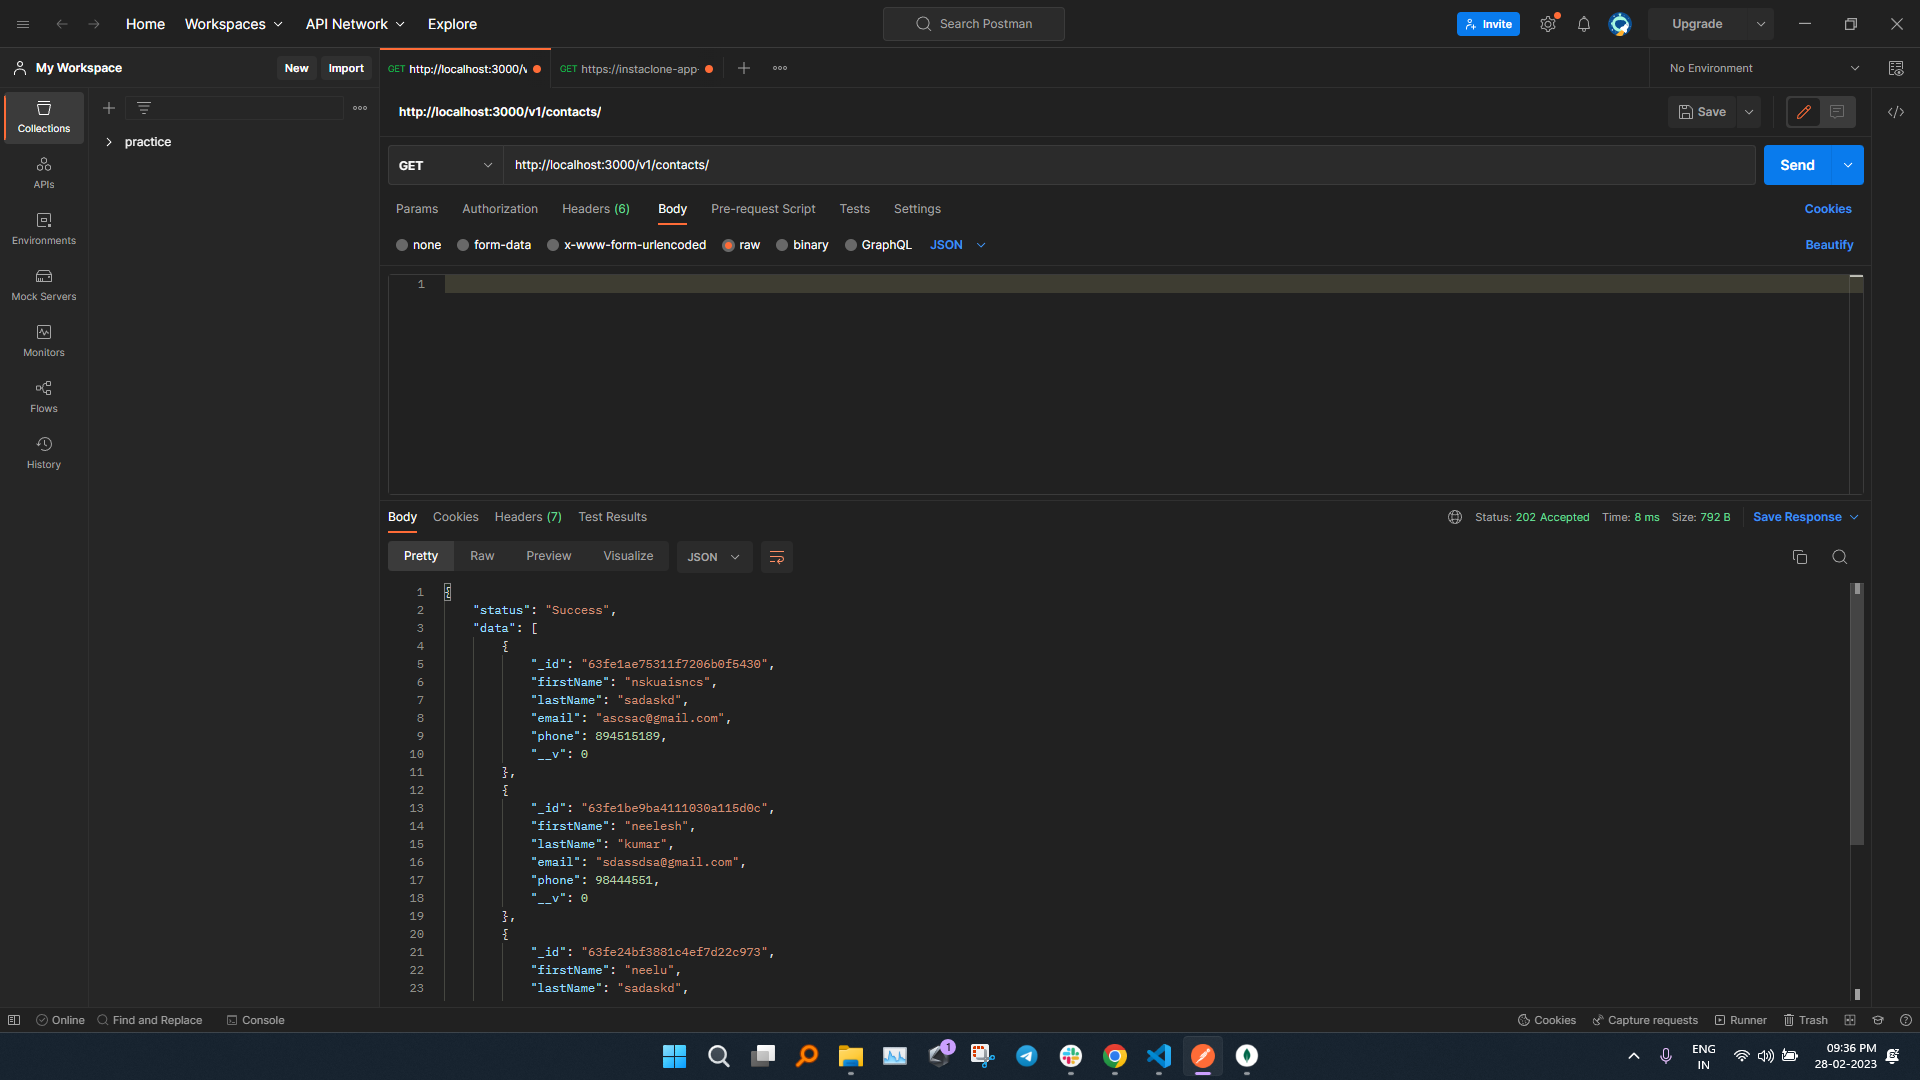 Home Workspaces API Network Explore Search Postman Invite Upgrade
My Workspace New Import GET http://localhost:3000/v GET https://instaclone-app- No Environment
http://localhost:3000/v1/contacts/ Save
Collections
practice
GET http://localhost:3000/v1/contacts/ Send
APIs
Params Authorization Headers (6) Body Pre-request Script Tests Settings Cookies
Environments
none form-data x-www-form-urlencoded raw binary GraphQL JSON Beautify
1
Mock Servers
Monitors
Flows
History
Body Cookies Headers (7) Test Results Status: 202 Accepted Time: 8 ms Size: 792 B Save Response
Pretty Raw Preview Visualize JSON
1 {
2 "status": "Success",
3 "data": [
4 {
5 "_id": "63fe1ae75311f7206b0f5430",
6 "firstName": "nskuaisncs",
7 "lastName": "sadaskd",
8 "email": "ascsac@gmail.com",
9 "phone": 894515189,
10 "__v": 0
11 },
12 {
13 "_id": "63fe1be9ba4111030a115d0c",
14 "firstName": "neelesh",
15 "lastName": "kumar",
16 "email": "sdassdsa@gmail.com",
17 "phone": 98444551,
18 "__v": 0
19 },
20 {
21 "_id": "63fe24bf3881c4ef7d22c973",
22 "firstName": "neelu",
23 "lastName": "sadaskd",
Online Find and Replace Console Cookies Capture requests Runner Trash
1
ENG
IN
09:36 PM
28-02-2023